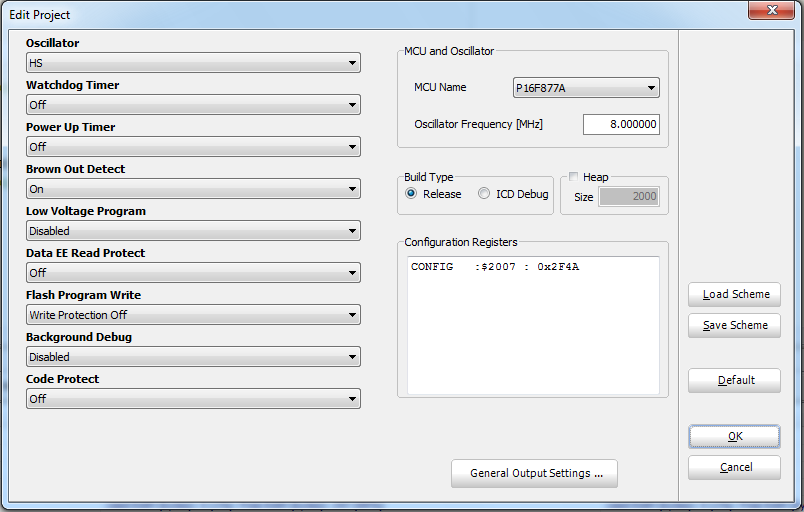 Edit Project
Oscillator
HS
Watchdog Timer
Off
Power Up Timer
Off
Brown Out Detect
On
Low Voltage Program
Disabled
Data EE Read Protect
Off
Flash Program Write
Write Protection Off
Background Debug
Disabled
Code Protect
Off
MCU and Oscillator
MCU Name P16F877A
Oscillator Frequency [MHz] 8.000000
Build Type
Release ICD Debug
Heap
Size 2000
Configuration Registers
CONFIG :$2007 : 0x2F4A
General Output Settings ...
Load Scheme
Save Scheme
Default
OK
Cancel